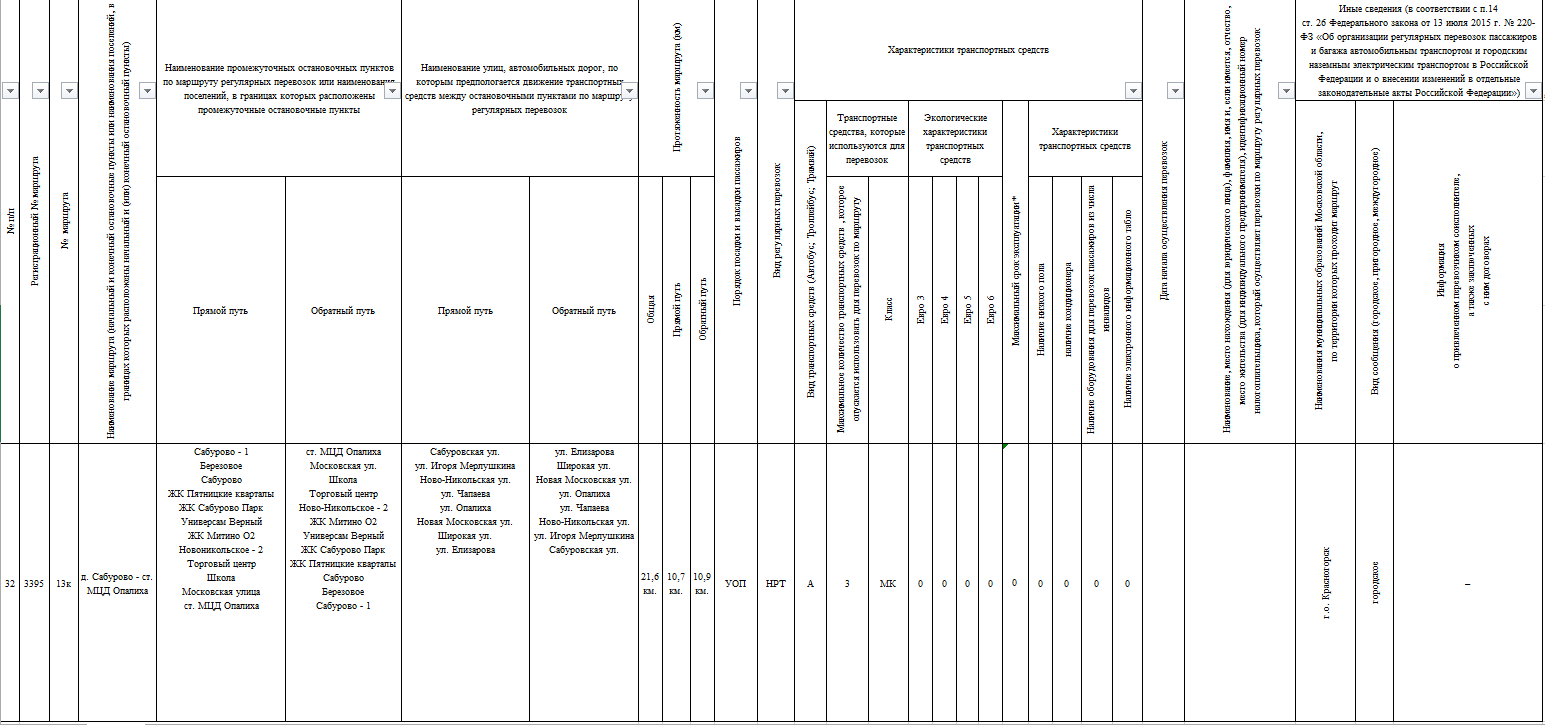 № п/п
Регистрационный № маршрута
№ маршрута
Наименование маршрута (начальный и конечный остановочные пункты или наименования поселений, в
границах которых расположены начальный и (или) конечный остановочный пункты)
Наименование промежуточных остановочных пунктов
по маршруту регулярных перевозок или наименования
поселений, в границах которых расположены
промежуточные остановочные пункты
Прямой путь
Обратный путь
Наименование улиц, автомобильных дорог, по
которым предпологается движение транспортных
средств между остановочными пунктами по маршруту
регулярных перевозок
Прямой путь
Обратный путь
Протяженность маршрута (км)
Общая
Прямой путь
Обратный путь
Порядок посадки и высадки пассажиров
Вид регулярных перевозок
Характеристики транспортных средств
Вид транспортных средств (Автобус; Троллейбус; Трамвай)
Транспортные
средства, которые
используются для
перевозок
Максимальное количество транспортных средств , которое
опускается использовать для перевозок по маршруту
Класс
Экологические
характеристики
транспортных
средств
Евро 3
Евро 4
Евро 5
Евро 6
Максимальный срок эксплуатации*
Характеристики
транспортных средств
Наличие низкого пола
наличие кондиционера
Наличие оборудования для перевозок пассажиров из числа
инвалидов
Наличие электронного информационного табло
Дата начала осуществления перевозок
Наименование, место нахождения (для юридического лица), фамилия, имя и, если имеется, отчество,
место жительства (для индивидуального предпринимателя), идентификационный номер
налогоплательщика, который осуществляет перевозки по маршруту регулярных перевозок
Иные сведения (в соответствии с п.14
ст. 26 Федерального закона от 13 июля 2015 г. № 220-
ФЗ «Об организации регулярных перевозок пассажиров
и багажа автомобильным транспортом и городским
наземным электрическим транспортом в Российской
Федерации и о внесении изменений в отдельные
законодательные акты Российской Федерации»)
Наименования муниципальных образований Московской области,
по территории которых проходит маршрут
Вид сообщения (городское, пригородное, междугородное)
Информация
о привлеченном перевозчиком соисполнителе,
а также заключенных
с ним договорах
32
3395
13к
д. Сабурово - ст.
МЦД Опалиха
Сабурово - 1
Березовое
Сабурово
ЖК Пятницкие кварталы
ЖК Сабурово Парк
Универсам Верный
ЖК Митино О2
Новоникольское - 2
Торговый центр
Школа
Московская улица
ст. МЦД Опалиха
ст. МЦД Опалиха
Московская ул.
Школа
Торговый центр
Ново-Никольское - 2
ЖК Митино О2
Универсам Верный
ЖК Сабурово Парк
ЖК Пятницкие кварталы
Сабурово
Березовое
Сабурово - 1
Сабуровская ул.
ул. Игоря Мерлушкина
Ново-Никольская ул.
ул. Чапаева
ул. Опалиха
Новая Московская ул.
Широкая ул.
ул. Елизарова
ул. Елизарова
Широкая ул.
Новая Московская ул.
ул. Опалиха
ул. Чапаева
Ново-Никольская ул.
ул. Игоря Мерлушкина
Сабуровская ул.
21,6
км.
10,7
км.
10,9
км.
УОП
НРТ
А
3
МК
0
0
0
0
0
0
0
0
0
г.о. Красногорск
городское
–